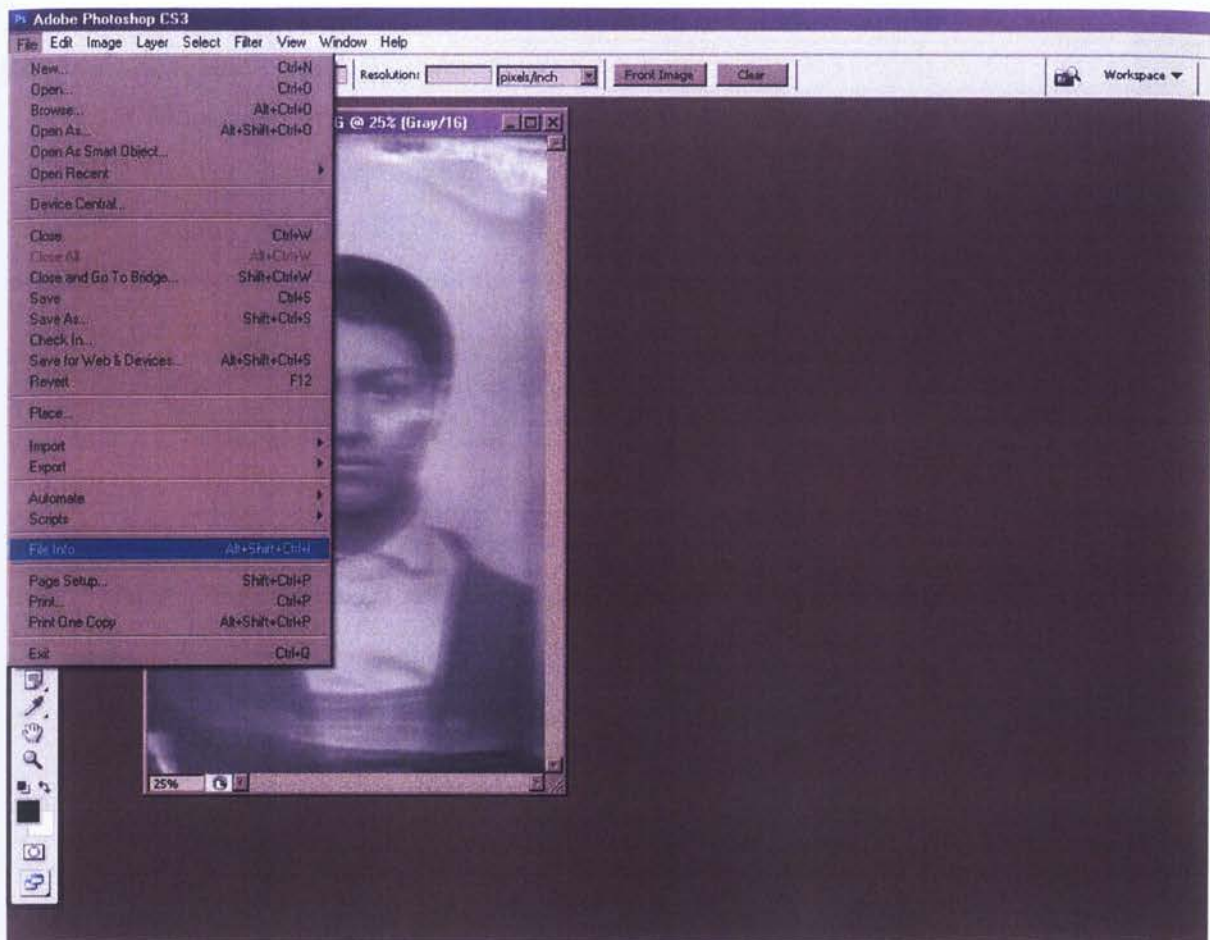 Ps Adobe Photoshop CS3
File Edit Image Layer Select Filter View Window Help
Resolution: pixels/inch Front Image Clear Workspace
G @ 25% (Gray/16)
New... Ctrl+N
Open... Ctrl+O
Browse... Alt+Ctrl+O
Open As... Alt+Shift+Ctrl+O
Open As Smart Object...
Open Recent
Device Central...
Close Ctrl+W
Close All Alt+Ctrl+W
Close and Go To Bridge... Shift+Ctrl+W
Save Ctrl+S
Save As... Shift+Ctrl+S
Check In...
Save for Web & Devices... Alt+Shift+Ctrl+S
Revert F12
Place...
Import
Export
Automate
Scripts
File Info... Alt+Shift+Ctrl+I
Page Setup... Shift+Ctrl+P
Print... Ctrl+P
Print One Copy Alt+Shift+Ctrl+P
Exit Ctrl+Q
25%